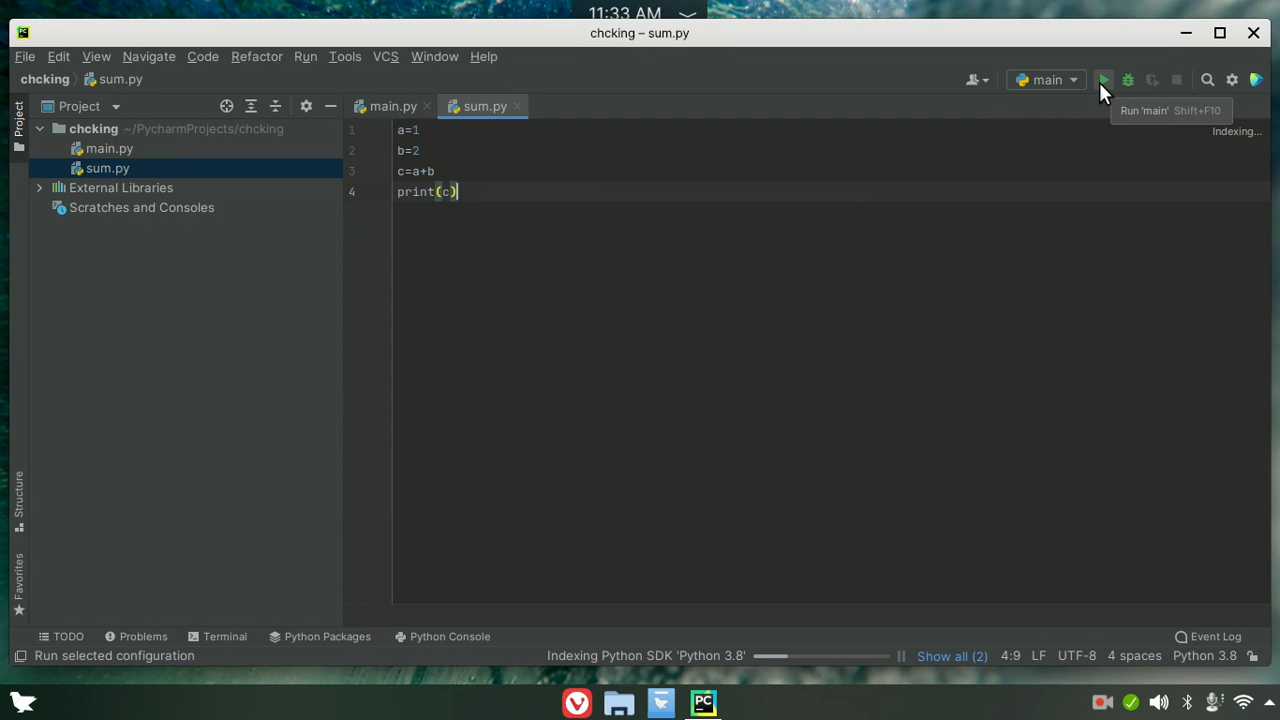 11:33 AM
chcking – sum.py
File Edit View Navigate Code Refactor Run Tools VCS Window Help
chcking sum.py main
Run 'main' Shift+F10
Project
Project main.py sum.py
Indexing...
chcking ~/PycharmProjects/chcking
main.py
sum.py
External Libraries
Scratches and Consoles
1 a=1
2 b=2
3 c=a+b
4 print(c)
Structure
Favorites
TODO Problems Terminal Python Packages Python Console Event Log
Run selected configuration Indexing Python SDK 'Python 3.8' Show all (2) 4:9 LF UTF-8 4 spaces Python 3.8
PC